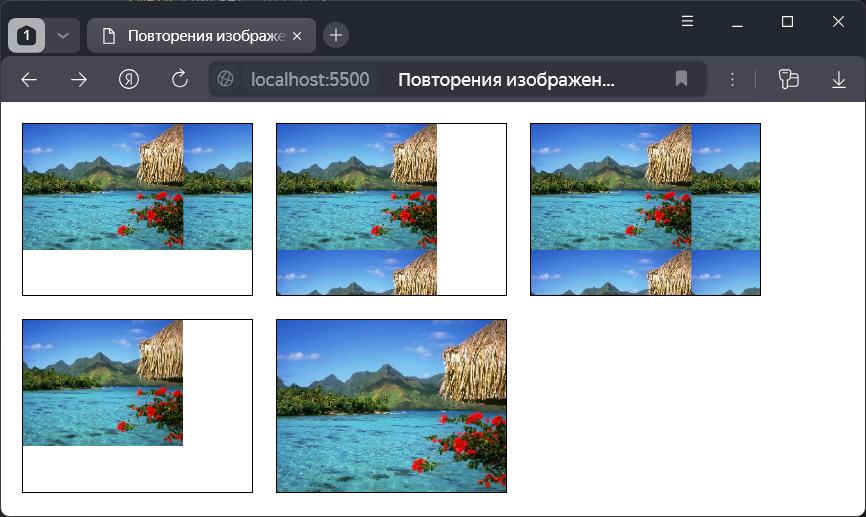 1
Повторения изображе
Я
localhost:5500
Повторения изображен...